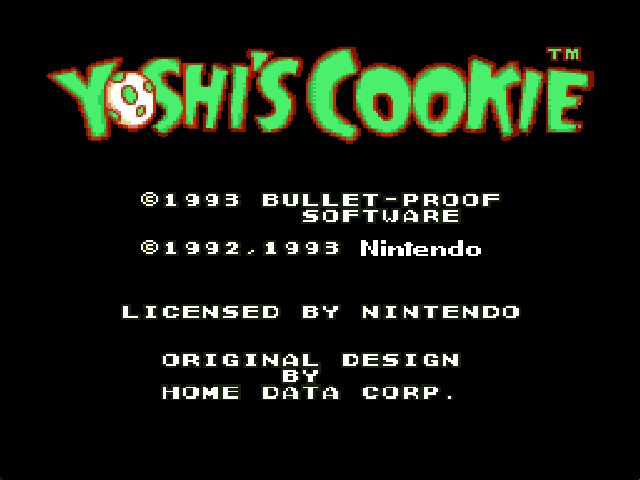 YOSHI'S COOKIE TM
©1993 BULLET-PROOF
SOFTWARE
©1992,1993 Nintendo
LICENSED BY NINTENDO
ORIGINAL DESIGN
BY
HOME DATA CORP.